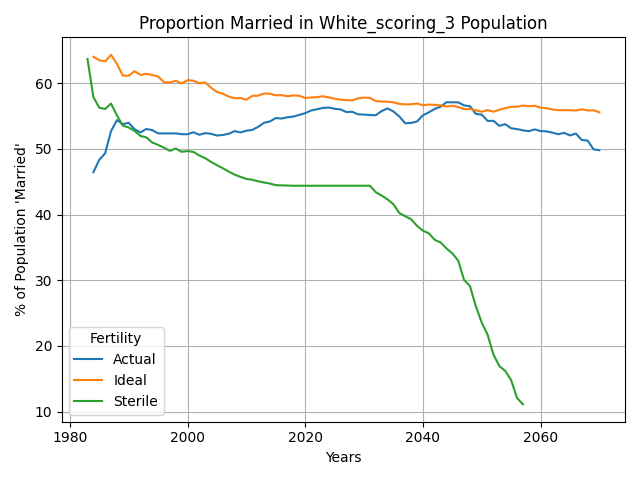 Proportion Married in White_scoring_3 Population
% of Population 'Married'
60
50
40
30
20
10
Fertility
Actual
Ideal
Sterile
1980 2000 2020 2040 2060
Years